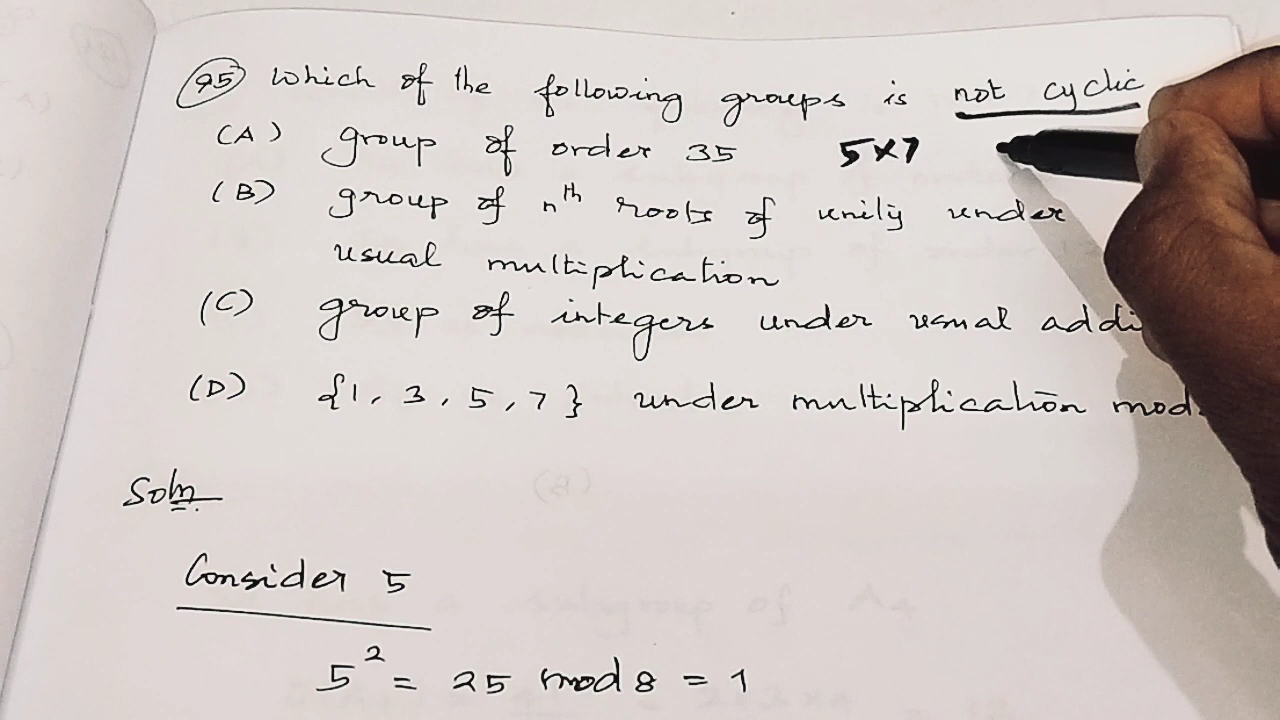 95 Which of the following groups is not cyclic
(A) group of order 35 5×7
(B) group of nth roots of unity under
usual multiplication
(C) group of integers under usual addi
(D) {1, 3, 5, 7} under multiplication mod
Soln.
Consider 5
5² = 25 mod 8 = 1